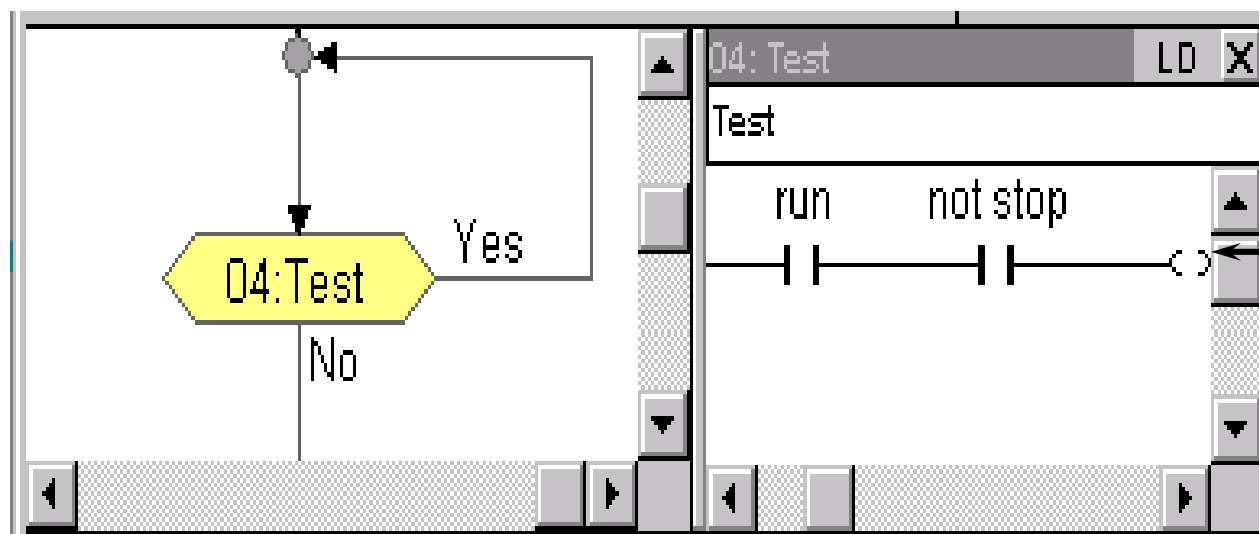 Yes
04:Test
No
04: Test LD X
Test
run not stop